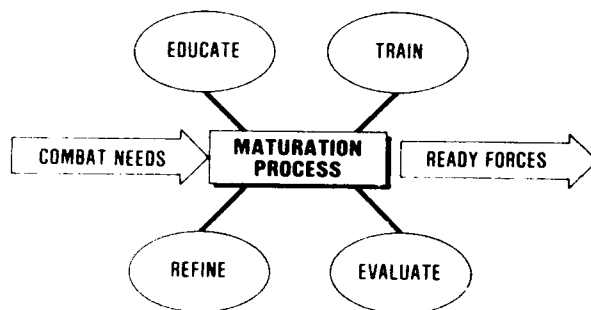 EDUCATE
TRAIN
COMBAT NEEDS
MATURATION
PROCESS
READY FORCES
REFINE
EVALUATE